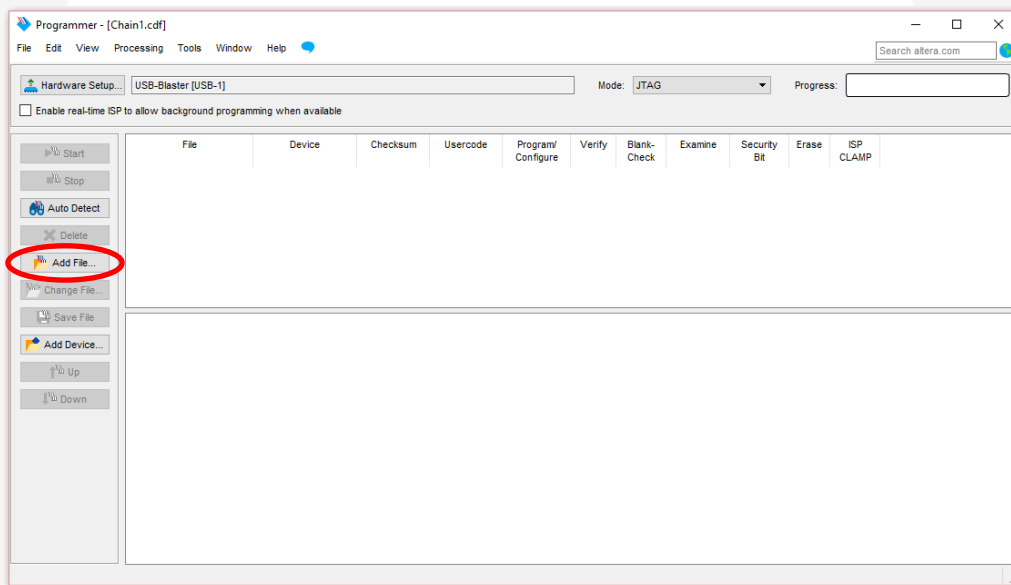 Programmer - [Chain1.cdf]
File Edit View Processing Tools Window Help
Search altera.com
Hardware Setup... USB-Blaster [USB-1] Mode: JTAG Progress:
Enable real-time ISP to allow background programming when available
File Device Checksum Usercode Program/ Verify Blank- Examine Security Erase ISP
Configure Check Bit CLAMP
Start
Stop
Auto Detect
Delete
Add File...
Change File...
Save File
Add Device...
Up
Down